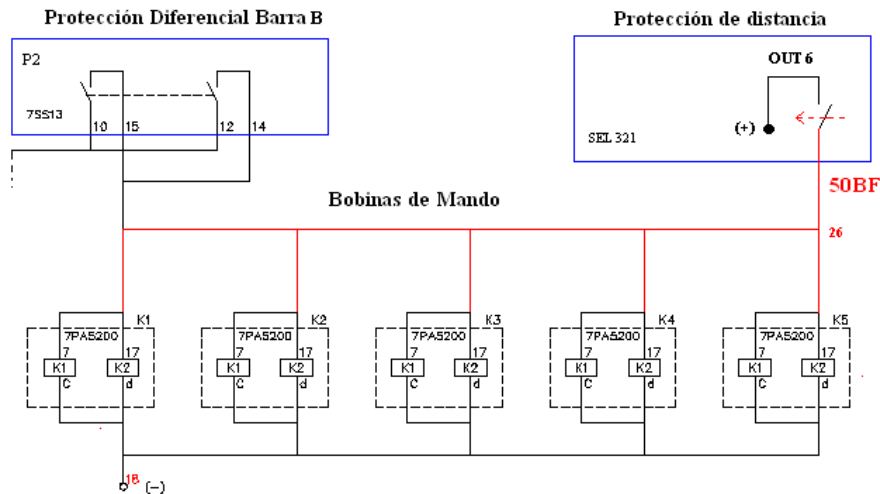 Protección Diferencial Barra B
Protección de distancia
P2
OUT 6
7SS13
10 15 12 14
(+)
SEL 321
50BF
Bobinas de Mando
26
K1 K2 K3 K4 K5
7PA5200 7PA5200 7PA5200 7PA5200 7PA5200
7 17 7 17 7 17 7 17 7 17
K1 K2 K1 K2 K1 K2 K1 K2 K1 K2
C d C d C d C d C d
18 (-)